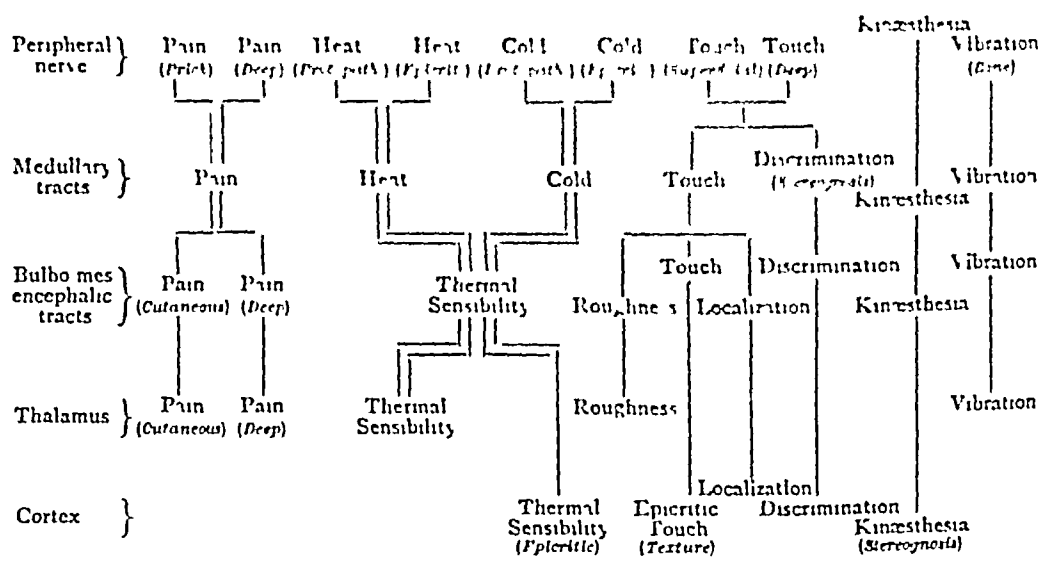 Kinæsthesia
Peripheral } Pain Pain Heat Heat Cold Cold Touch Touch Vibration
nerve (Deep) (Deep)
Medullary } Pain Heat Cold Touch Discrimination Vibration
tracts
Kinæsthesia
Bulbo mes } Pain Pain Thermal Touch Discrimination Vibration
encephalic (Cutaneous) (Deep) Sensibility Roughness Localization Kinæsthesia
tracts
Thalamus } Pain Pain Thermal Roughness Vibration
(Cutaneous) (Deep) Sensibility
Localization
Cortex } Thermal Epicritic Discrimination Kinæsthesia
Sensibility Touch
(Epicritic) (Texture) (Stereognosis)